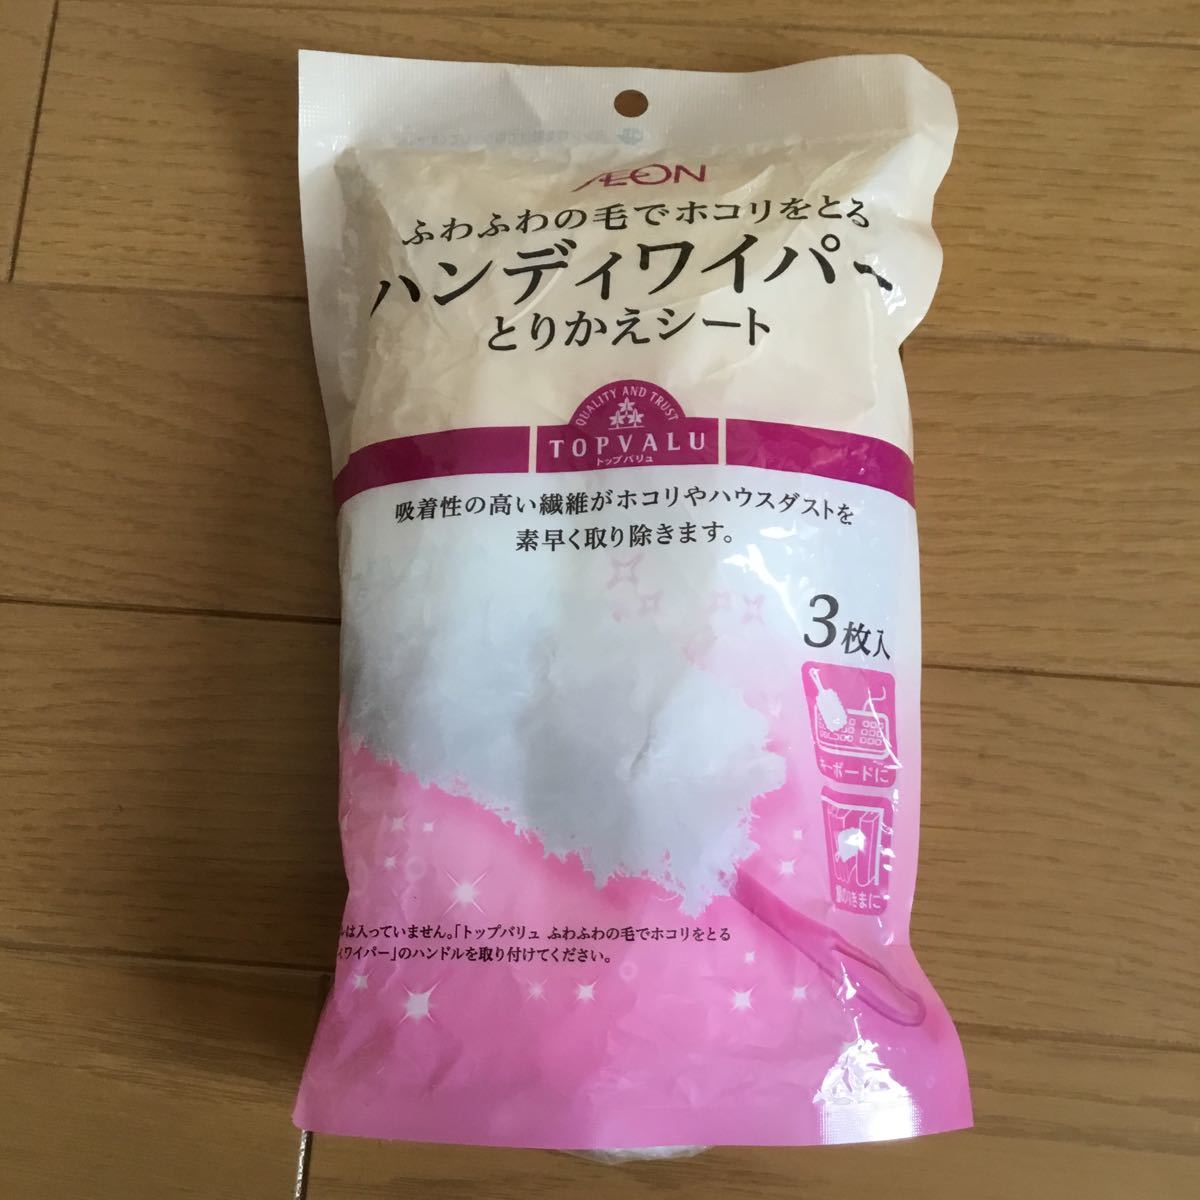 ÆON
ふわふわの毛でホコリをとる
ハンディワイパー
とりかえシート
QUALITY AND TRUST
TOPVALU
トップバリュ
吸着性の高い繊維がホコリやハウスダストを
素早く取り除きます。
3枚入
キーボードに
すきまに
は入っていません。「トップバリュ ふわふわの毛でホコリをとる
ィワイパー」のハンドルを取り付けてください。